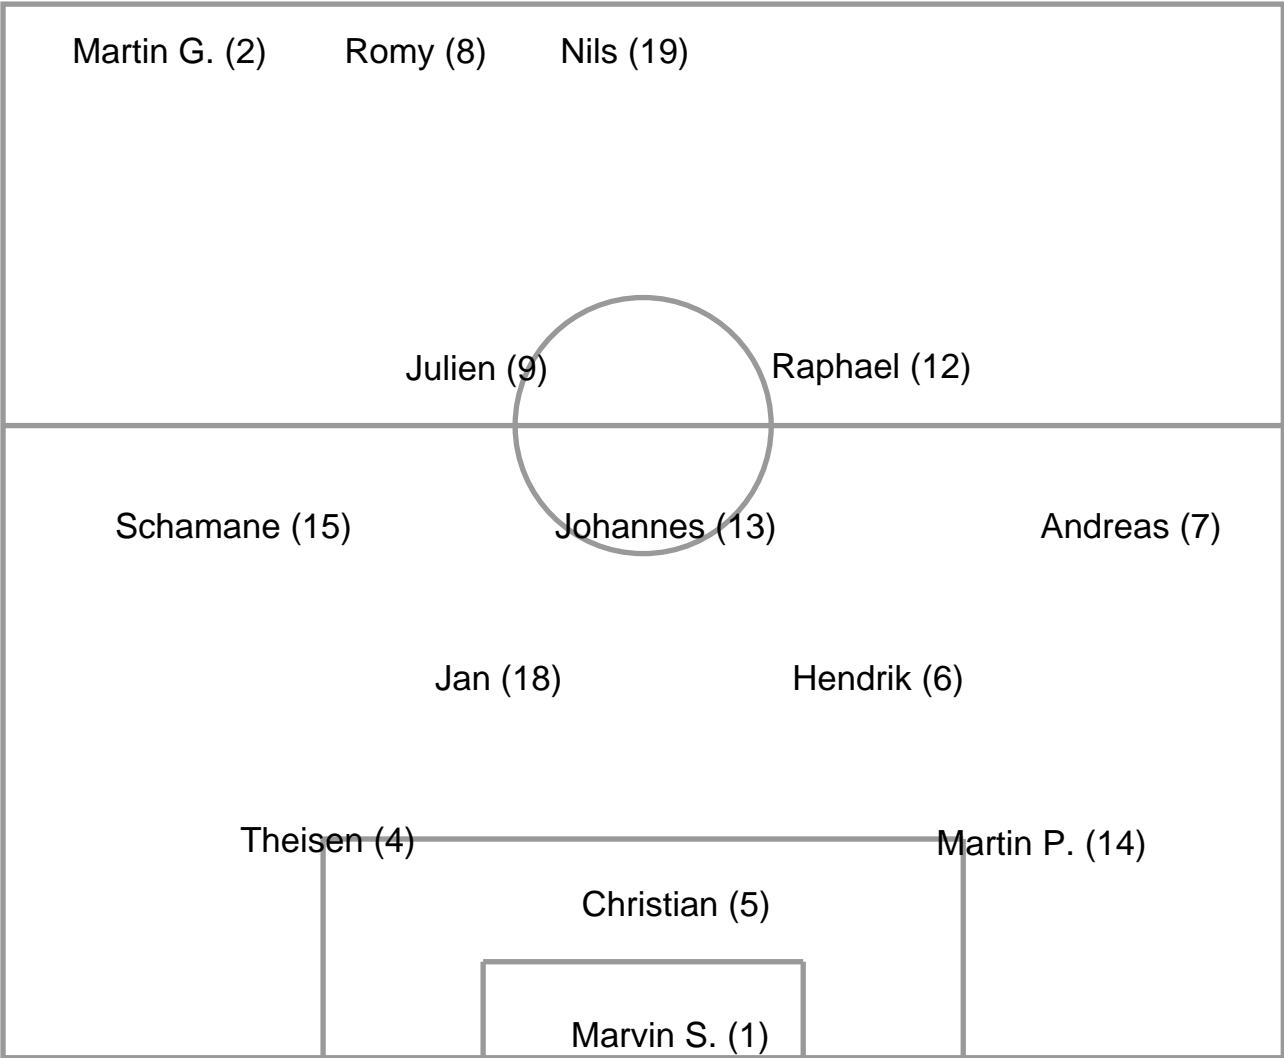 Martin G. (2) Romy (8) Nils (19)
Julien (9) Raphael (12)
Schamane (15) Johannes (13) Andreas (7)
Jan (18) Hendrik (6)
Theisen (4) Martin P. (14)
Christian (5)
Marvin S. (1)